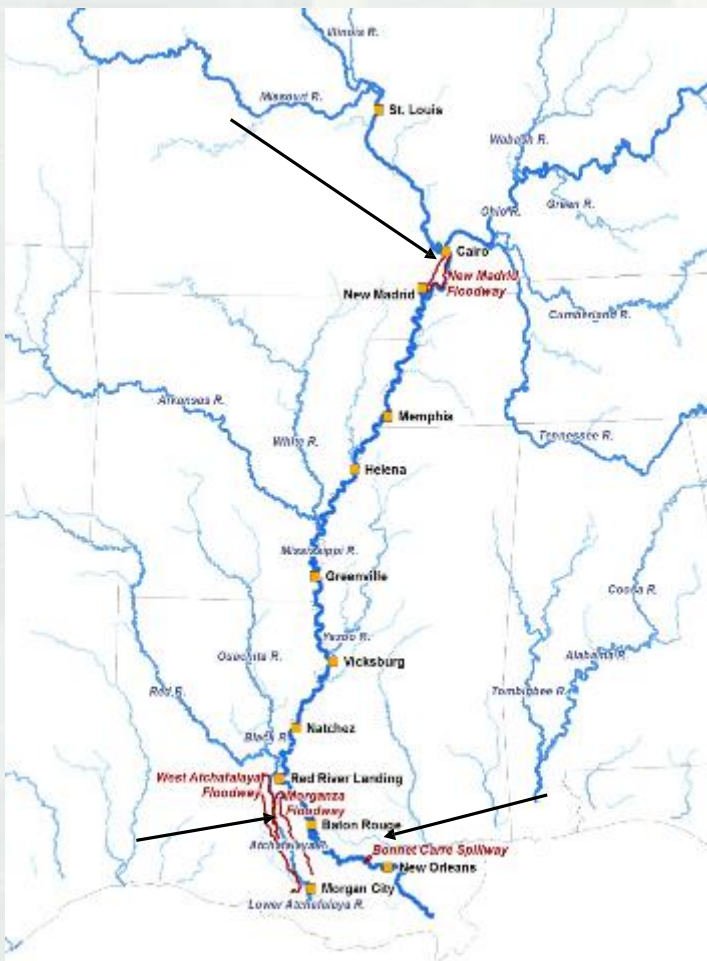 Illinois R.
Missouri R.
St. Louis
Wabash R.
Green R.
Ohio R.
Cairo
New Madrid
Floodway
New Madrid
Cumberland R.
Arkansas R.
Memphis
White R.
Tennessee R.
Helena
Mississippi R.
Greenville
Coosa R.
Yazoo R.
Ouachita R.
Vicksburg
Alabama R.
Red R.
Tombigbee R.
Natchez
Black R.
West Atchafalaya
Floodway
Red River Landing
Morganza
Floodway
Baton Rouge
Atchafalaya R.
Bonnet Carre Spillway
New Orleans
Morgan City
Lower Atchafalaya R.